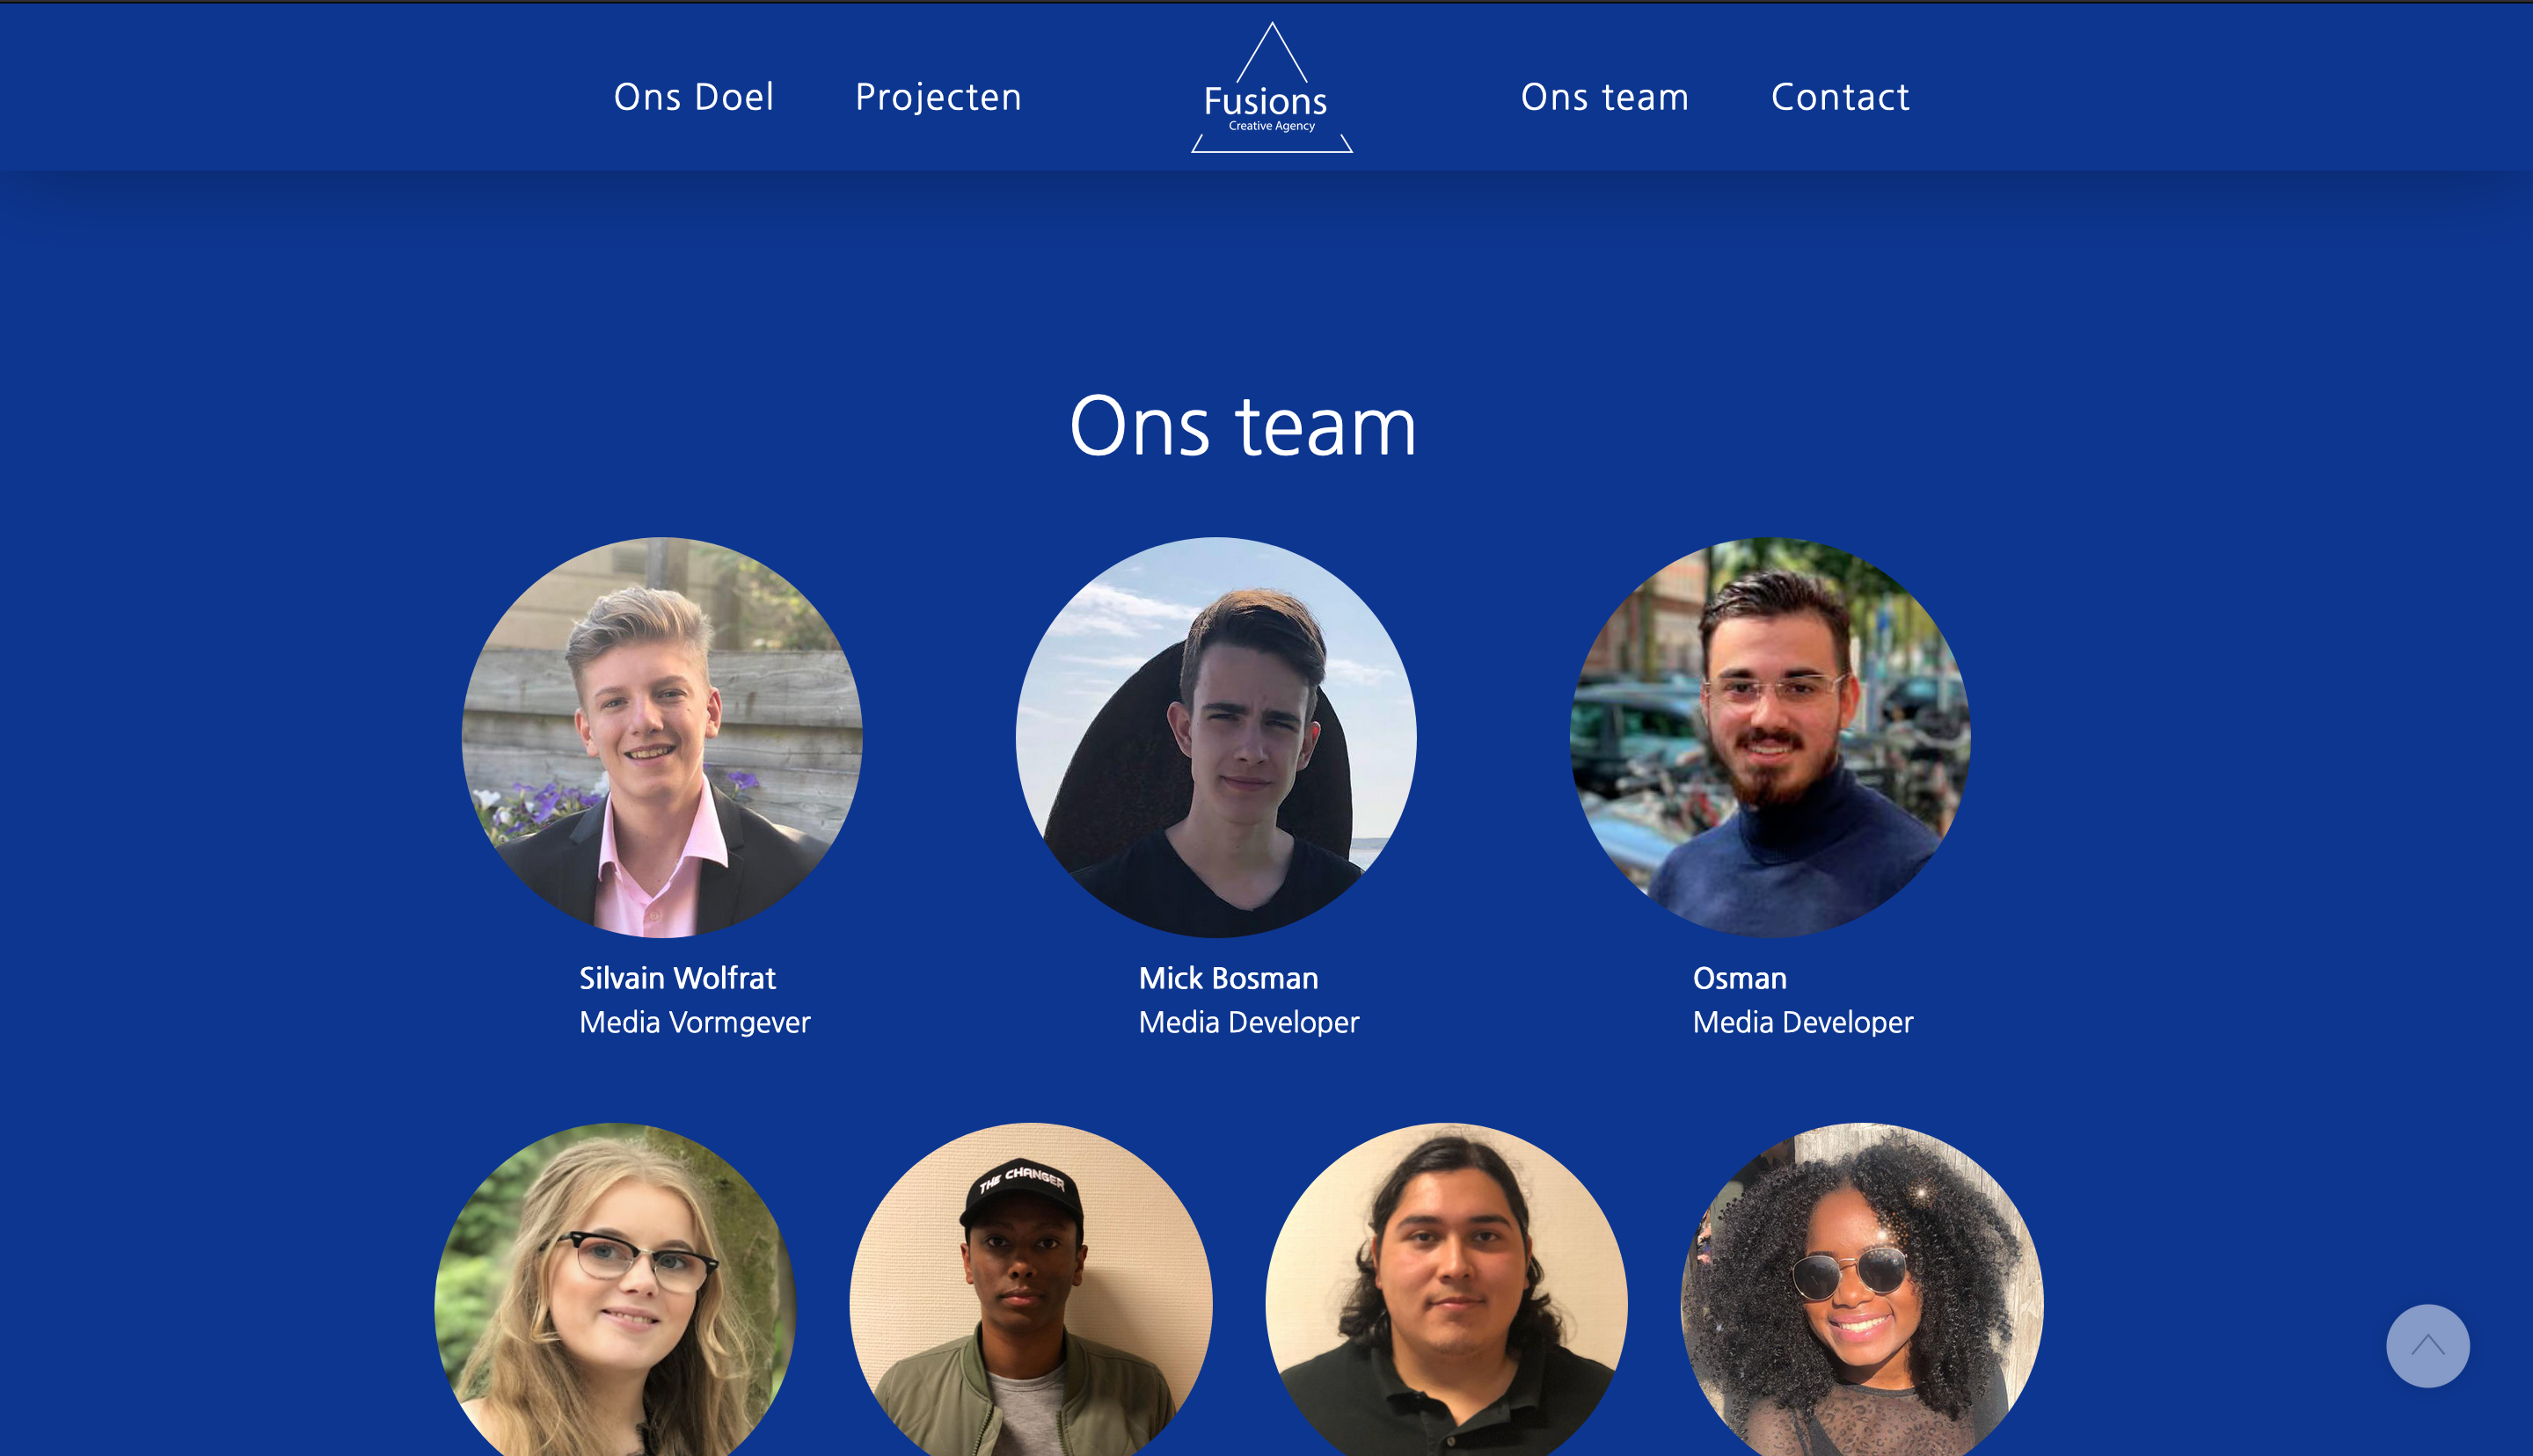 Ons Doel
Projecten
Fusions
Creative Agency
Ons team
Contact
Ons team
Silvain Wolfrat
Media Vormgever
Mick Bosman
Media Developer
Osman
Media Developer
THE CHANGER